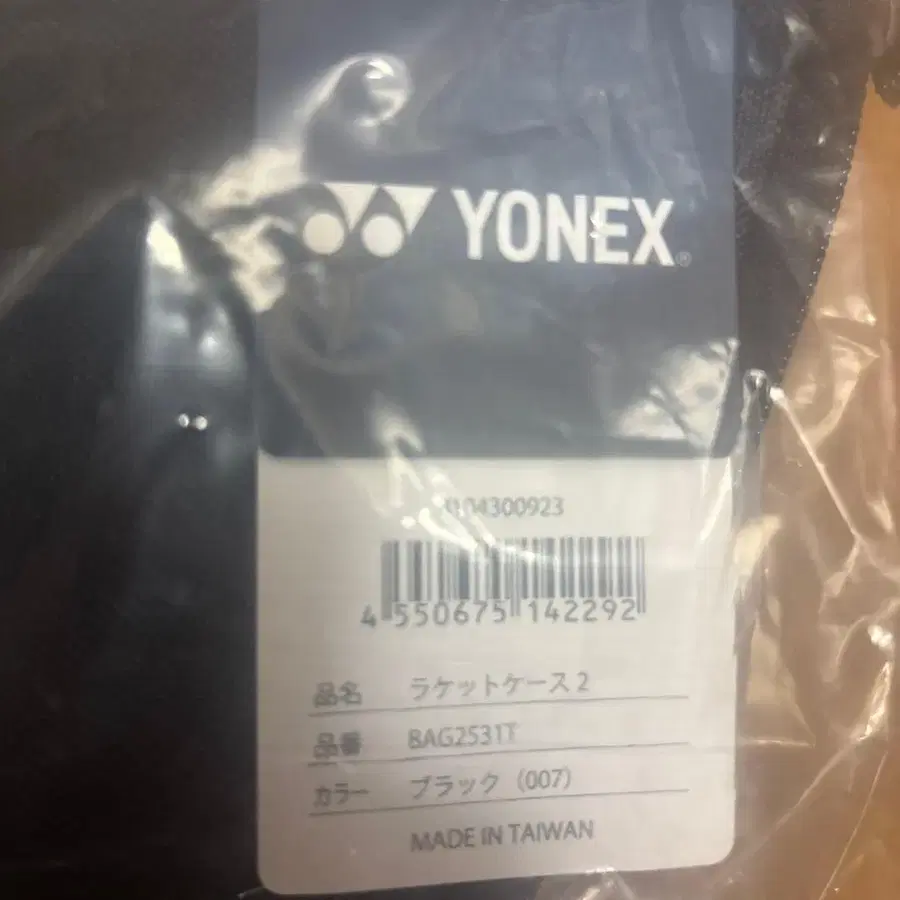 YONEX®
4 550675 142292
品名 ラケットケース2
品番 BAG2531T
カラー ブラック（007）
MADE IN TAIWAN